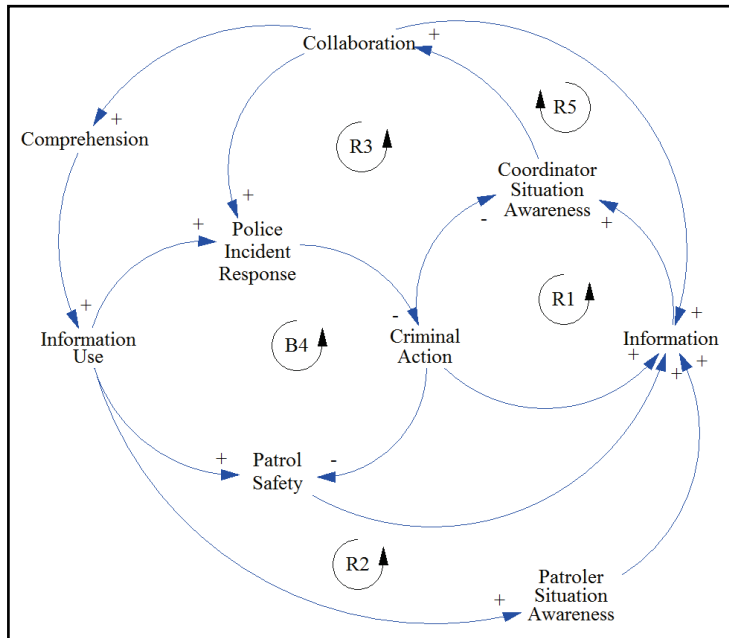 Collaboration
+
R5
+
Comprehension
R3
Coordinator
Situation
Awareness
-
+
+
+
Police
Incident
Response
R1
+
-
+
Information
Use
B4
Criminal
Action
Information
+
+
+
+
Patrol
Safety
-
R2
Patroler
Situation
Awareness
+